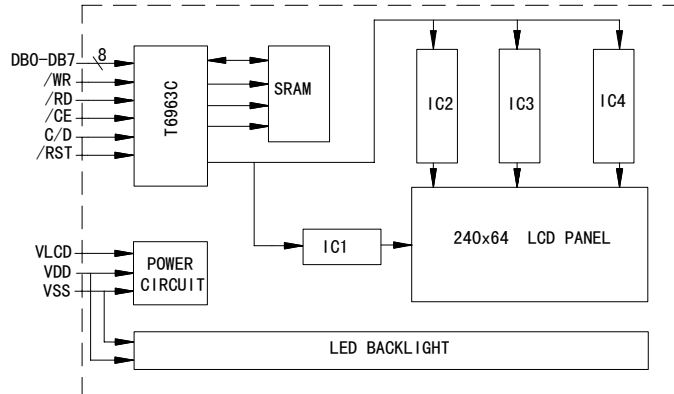 DB0-DB7
8
/WR
/RD
/CE
C/D
/RST
T6963C
SRAM
IC2
IC3
IC4
IC1
240x64 LCD PANEL
VLCD
VDD
VSS
POWER
CIRCUIT
LED BACKLIGHT